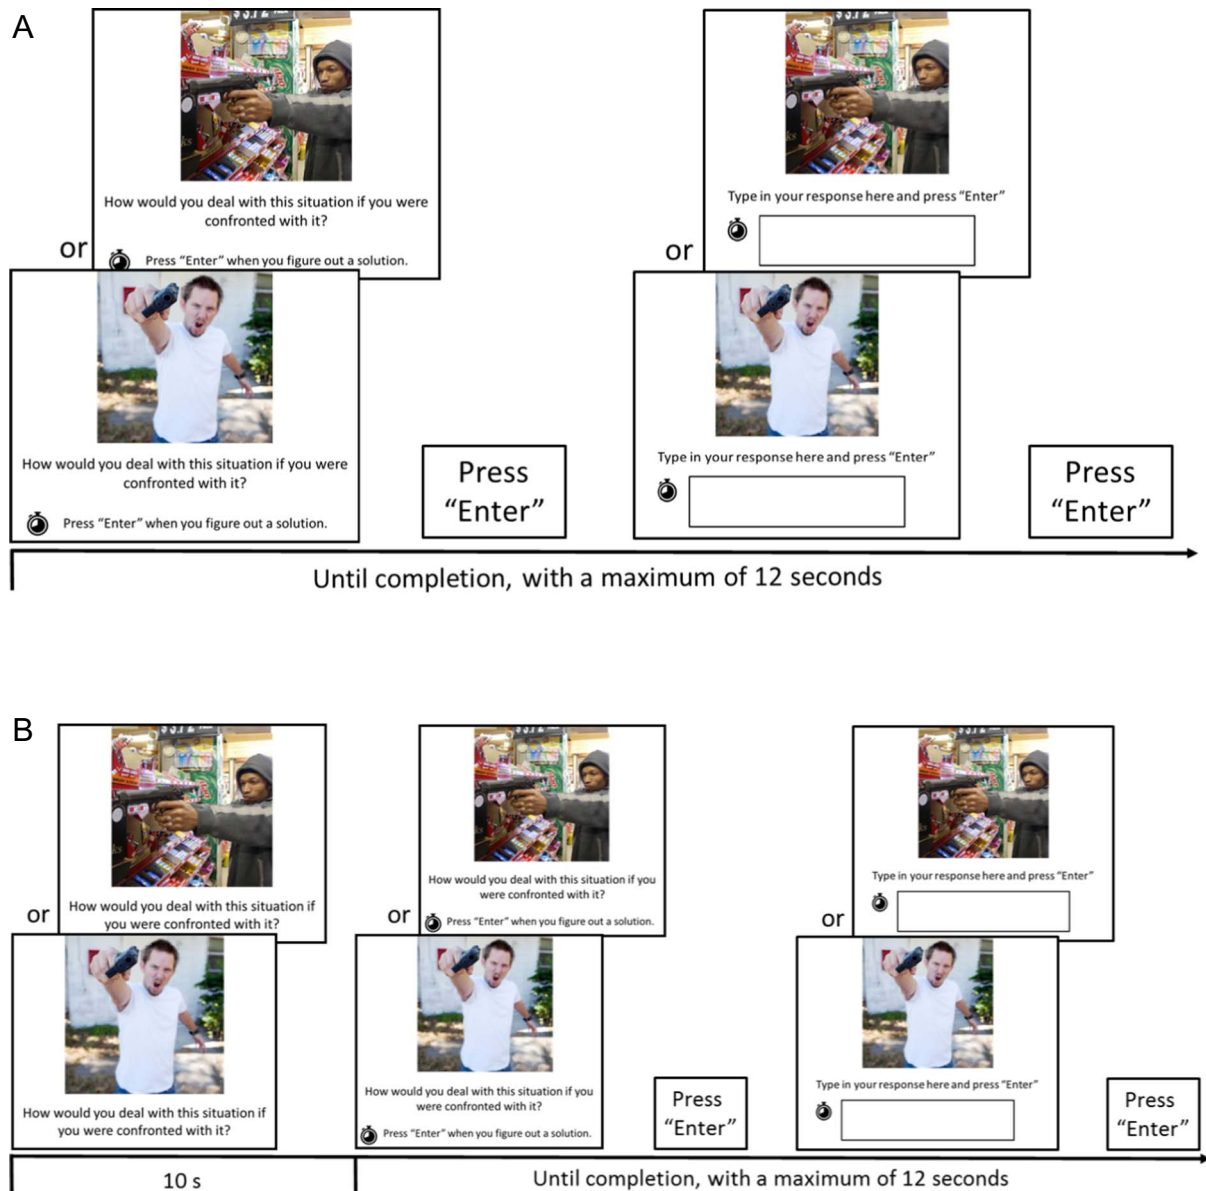 A
How would you deal with this situation if you were
confronted with it?
Press “Enter” when you figure out a solution.
or
How would you deal with this situation if you were
confronted with it?
Press “Enter” when you figure out a solution.
Press
“Enter”
Type in your response here and press “Enter”
or
Type in your response here and press “Enter”
Press
“Enter”
Until completion, with a maximum of 12 seconds
B
How would you deal with this situation if
you were confronted with it?
or
How would you deal with this situation if
you were confronted with it?
How would you deal with this situation if you
were confronted with it?
Press “Enter” when you figure out a solution.
or
How would you deal with this situation if you
were confronted with it?
Press “Enter” when you figure out a solution.
Press
“Enter”
Type in your response here and press “Enter”
or
Type in your response here and press “Enter”
Press
“Enter”
10 s
Until completion, with a maximum of 12 seconds